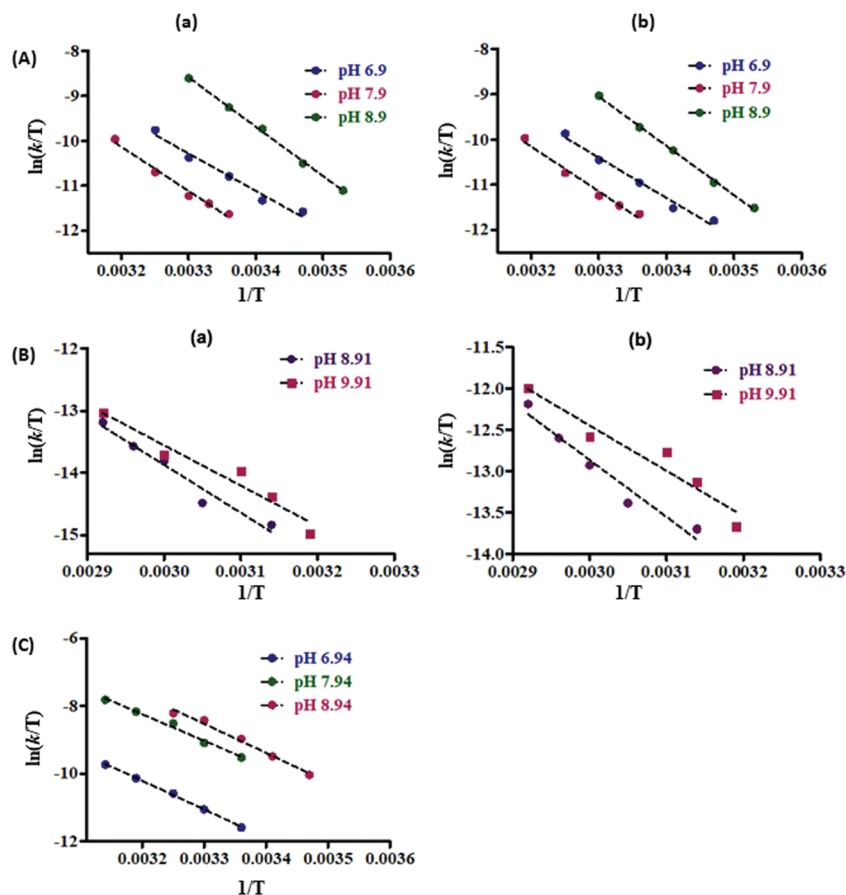 (a)
(b)
(A)
-8
-9
-10
-11
-12
ln(k/T)
pH 6.9
pH 7.9
pH 8.9
0.0032 0.0033 0.0034 0.0035 0.0036
1/T
-8
-9
-10
-11
-12
ln(k/T)
pH 6.9
pH 7.9
pH 8.9
0.0032 0.0033 0.0034 0.0035 0.0036
1/T
(B)
(a)
-12
-13
-14
-15
ln(k/T)
pH 8.91
pH 9.91
0.0029 0.0030 0.0031 0.0032 0.0033
1/T
(b)
-11.5
-12.0
-12.5
-13.0
-13.5
-14.0
ln(k/T)
pH 8.91
pH 9.91
0.0029 0.0030 0.0031 0.0032 0.0033
1/T
(C)
-6
-8
-10
-12
ln(k/T)
pH 6.94
pH 7.94
pH 8.94
0.0032 0.0033 0.0034 0.0035 0.0036
1/T